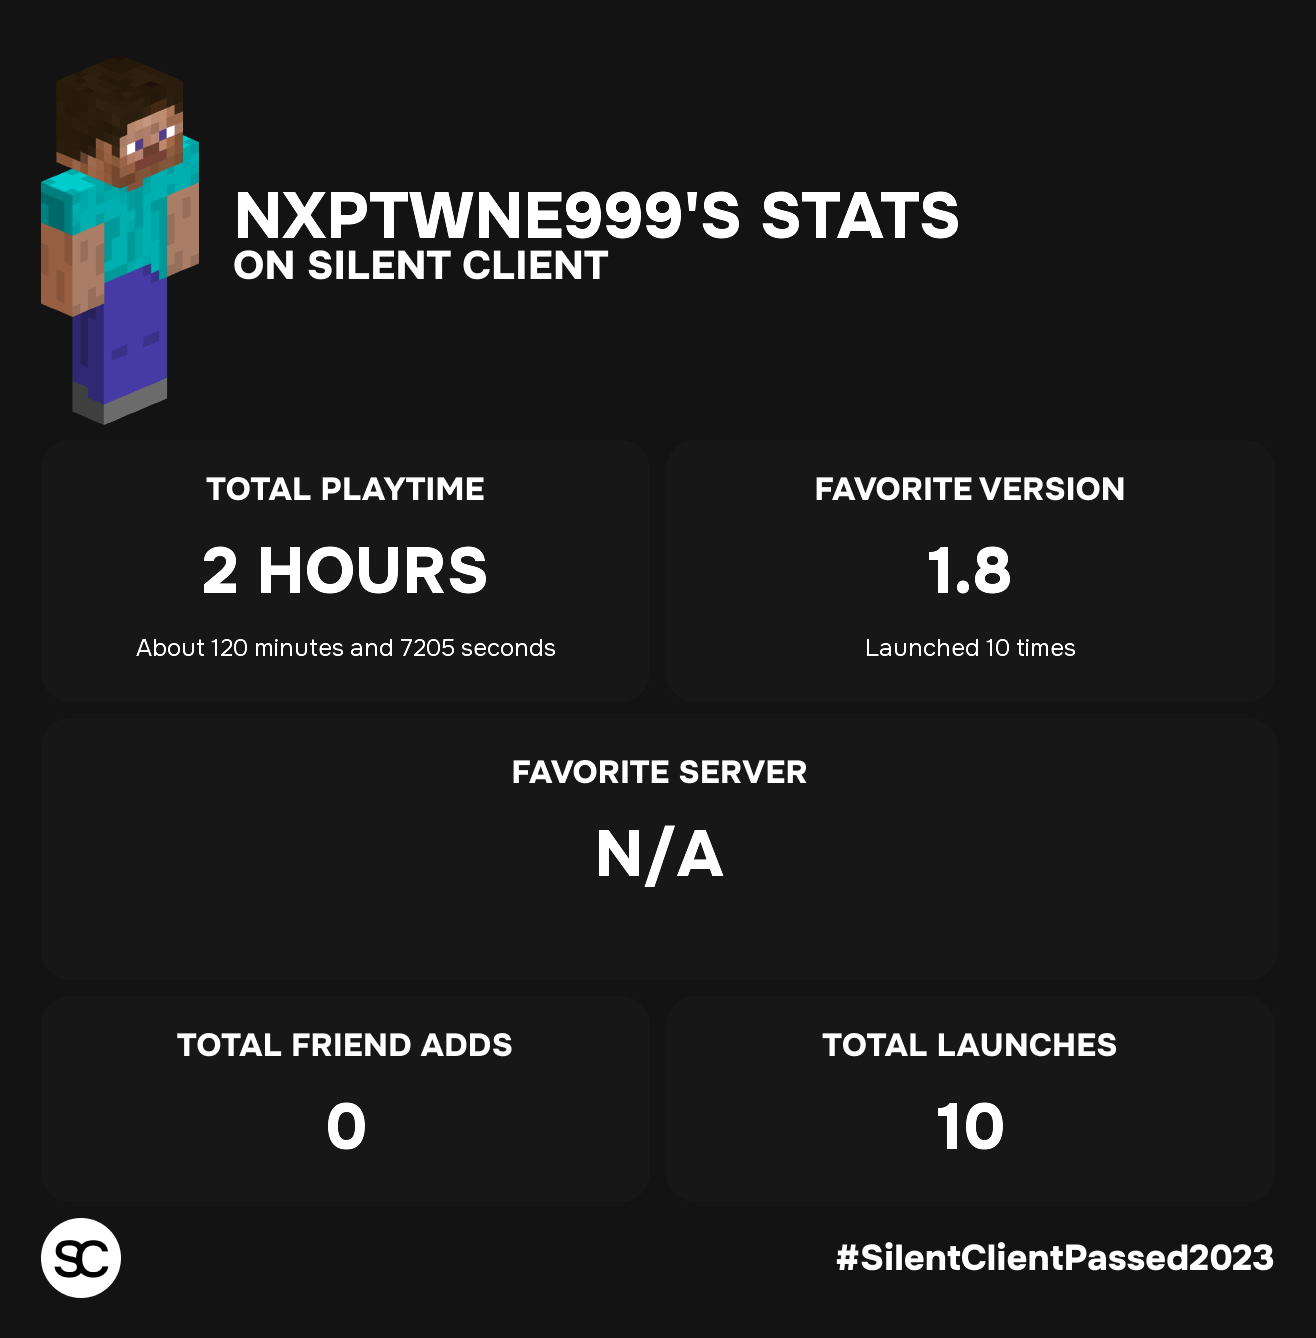 NXPTWNE999'S STATS
ON SILENT CLIENT
TOTAL PLAYTIME
2 HOURS
About 120 minutes and 7205 seconds
FAVORITE VERSION
1.8
Launched 10 times
FAVORITE SERVER
N/A
TOTAL FRIEND ADDS
0
TOTAL LAUNCHES
10
SC
#SilentClientPassed2023